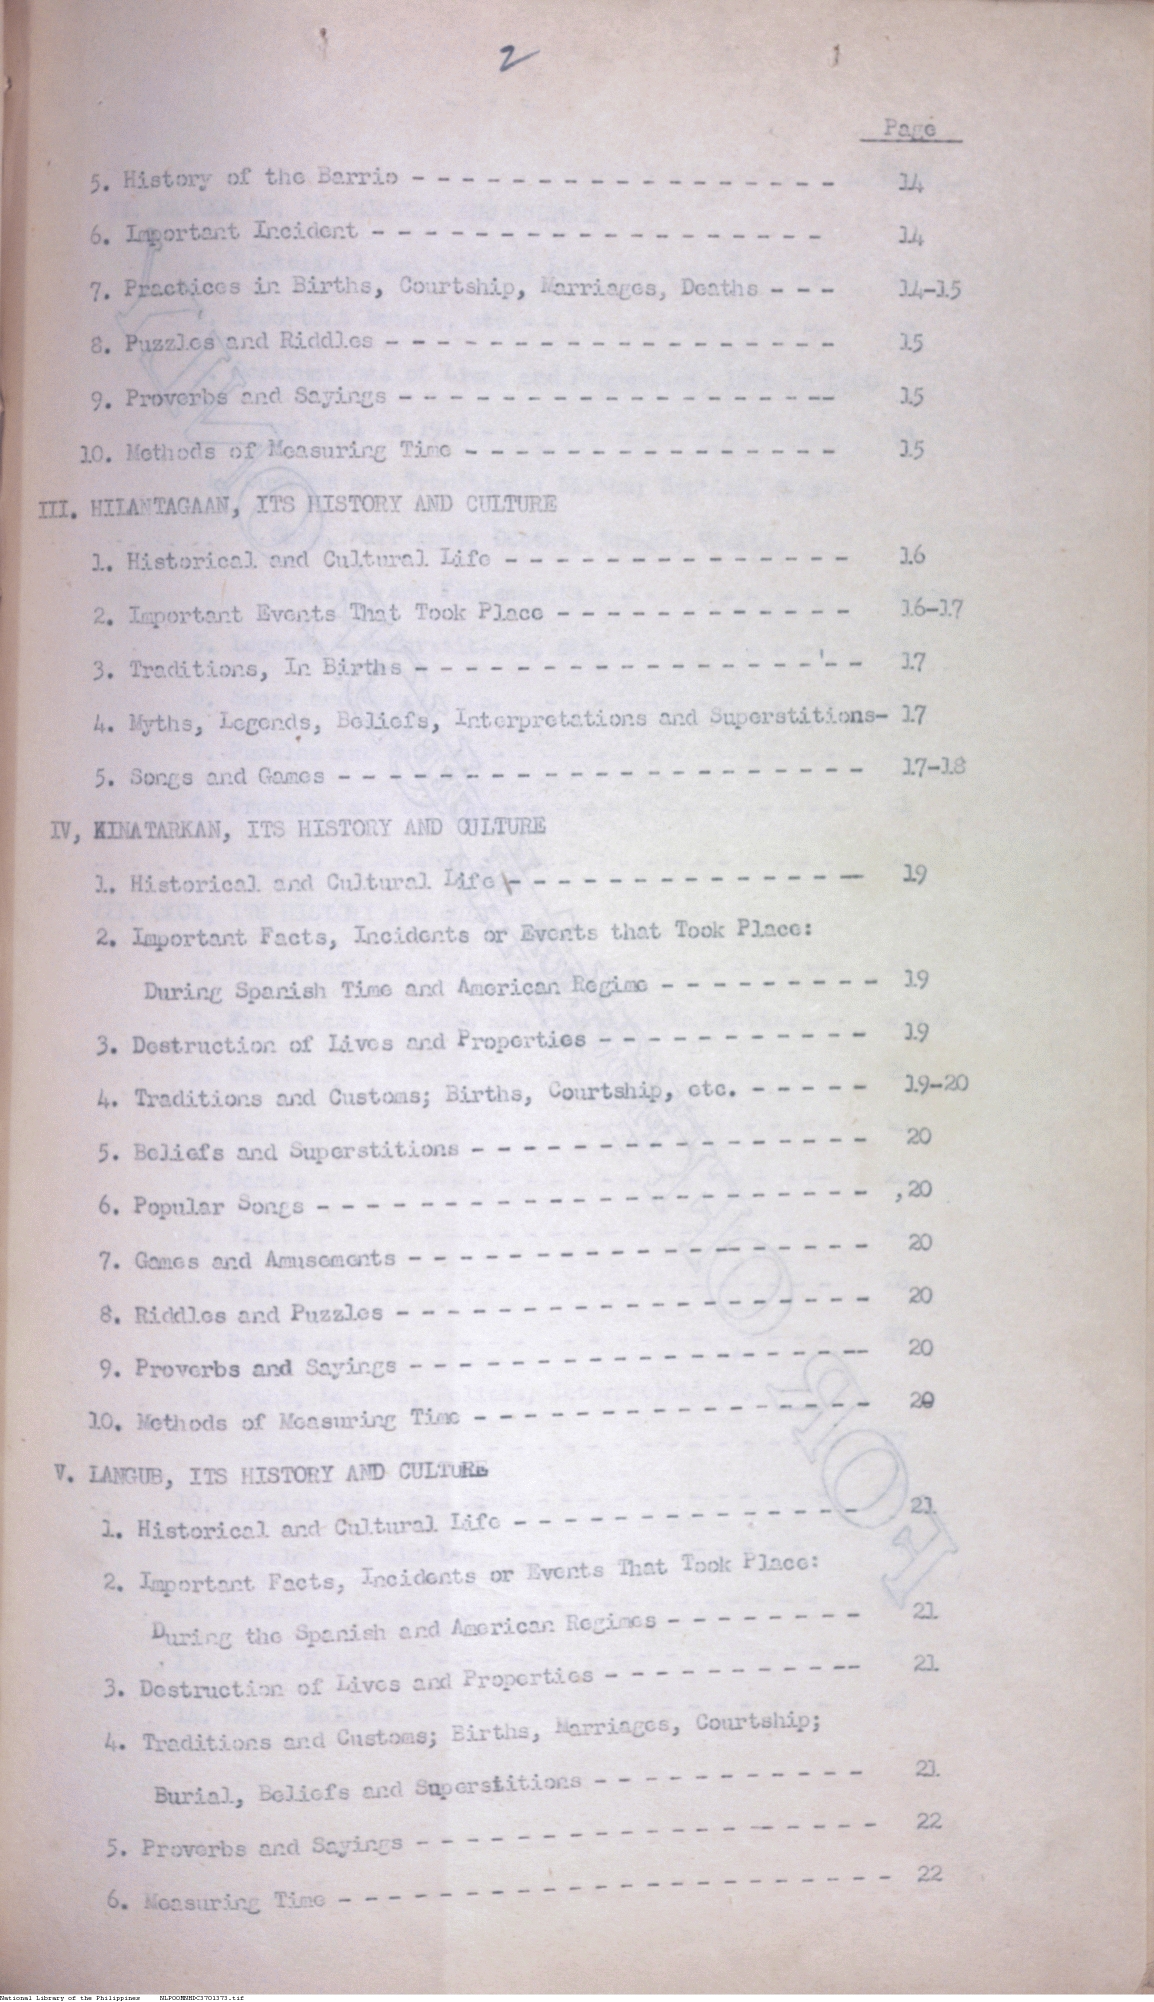 2
Page
5. History of the Barrio - - - - - - - - - - - - - - - - - 14
6. Important Incident - - - - - - - - - - - - - - - - - - 14
7. Practices in Births, Courtship, Marriages, Deaths - - - 14-15
8. Puzzles and Riddles - - - - - - - - - - - - - - - - - - 15
9. Proverbs and Sayings - - - - - - - - - - - - - - - - - -- 15
10. Methods of Measuring Time - - - - - - - - - - - - - - - 15
III. HILANTAGAAN, ITS HISTORY AND CULTURE
1. Historical and Cultural Life - - - - - - - - - - - - - - 16
2. Important Events That Took Place - - - - - - - - - - - - 16-17
3. Traditions, In Births - - - - - - - - - - - - - - - - -'- - 17
4. Myths, Legends, Beliefs, Interpretations and Superstitions- 17
5. Songs and Games - - - - - - - - - - - - - - - - - - - - - 17-18
IV, KINATARKAN, ITS HISTORY AND CULTURE
1. Historical and Cultural Life - - - - - - - - - - - - - - 19
2. Important Facts, Incidents or Events that Took Place:
During Spanish Time and American Regime - - - - - - - - - 19
3. Destruction of Lives and Properties - - - - - - - - - - - 19
4. Traditions and Customs; Births, Courtship, etc. - - - - - 19-20
5. Beliefs and Superstitions - - - - - - - - - - - - - - - - 20
6. Popular Songs - - - - - - - - - - - - - - - - - - - - - - ,20
7. Games and Amusements - - - - - - - - - - - - - - - - - - 20
8. Riddles and Puzzles - - - - - - - - - - - - - - - - - - - 20
9. Proverbs and Sayings - - - - - - - - - - - - - - - - - -- 20
10. Methods of Measuring Time - - - - - - - - - - - - - - - - 20
V. LANGUB, ITS HISTORY AND CULTURE
1. Historical and Cultural Life - - - - - - - - - - - - - - 21
2. Important Facts, Incidents or Events That Took Place:
During the Spanish and American Regimes - - - - - - - - 21
3. Destruction of Lives and Properties - - - - - - - - - -- 21
4. Traditions and Customs; Births, Marriages, Courtship;
Burial, Beliefs and Superstitions - - - - - - - - - - - 21
5. Proverbs and Sayings - - - - - - - - - - - - - - - - - - 22
6. Measuring Time - - - - - - - - - - - - - - - - - - - - - - 22
National Library of the Philippines NLPOOMNHDC3701373.tif